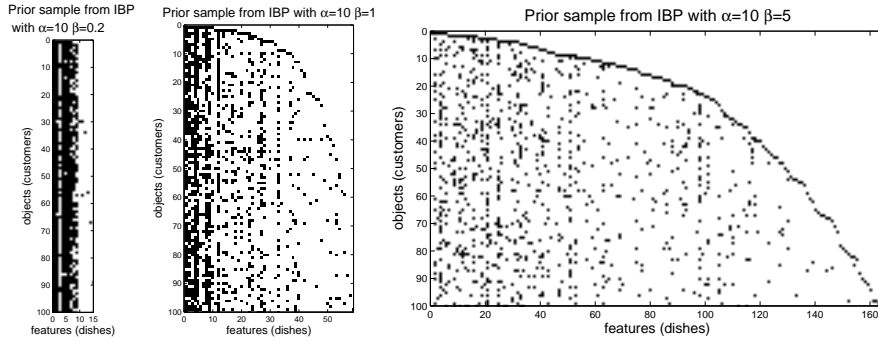 Prior sample from IBP
with α=10 β=0.2
0
10
20
30
40
50
60
70
80
90
100
objects (customers)
0 5 10 15
features (dishes)
Prior sample from IBP with α=10 β=1
0
10
20
30
40
50
60
70
80
90
100
objects (customers)
0 10 20 30 40 50
features (dishes)
Prior sample from IBP with α=10 β=5
0
10
20
30
40
50
60
70
80
90
100
objects (customers)
0 20 40 60 80 100 120 140 160
features (dishes)